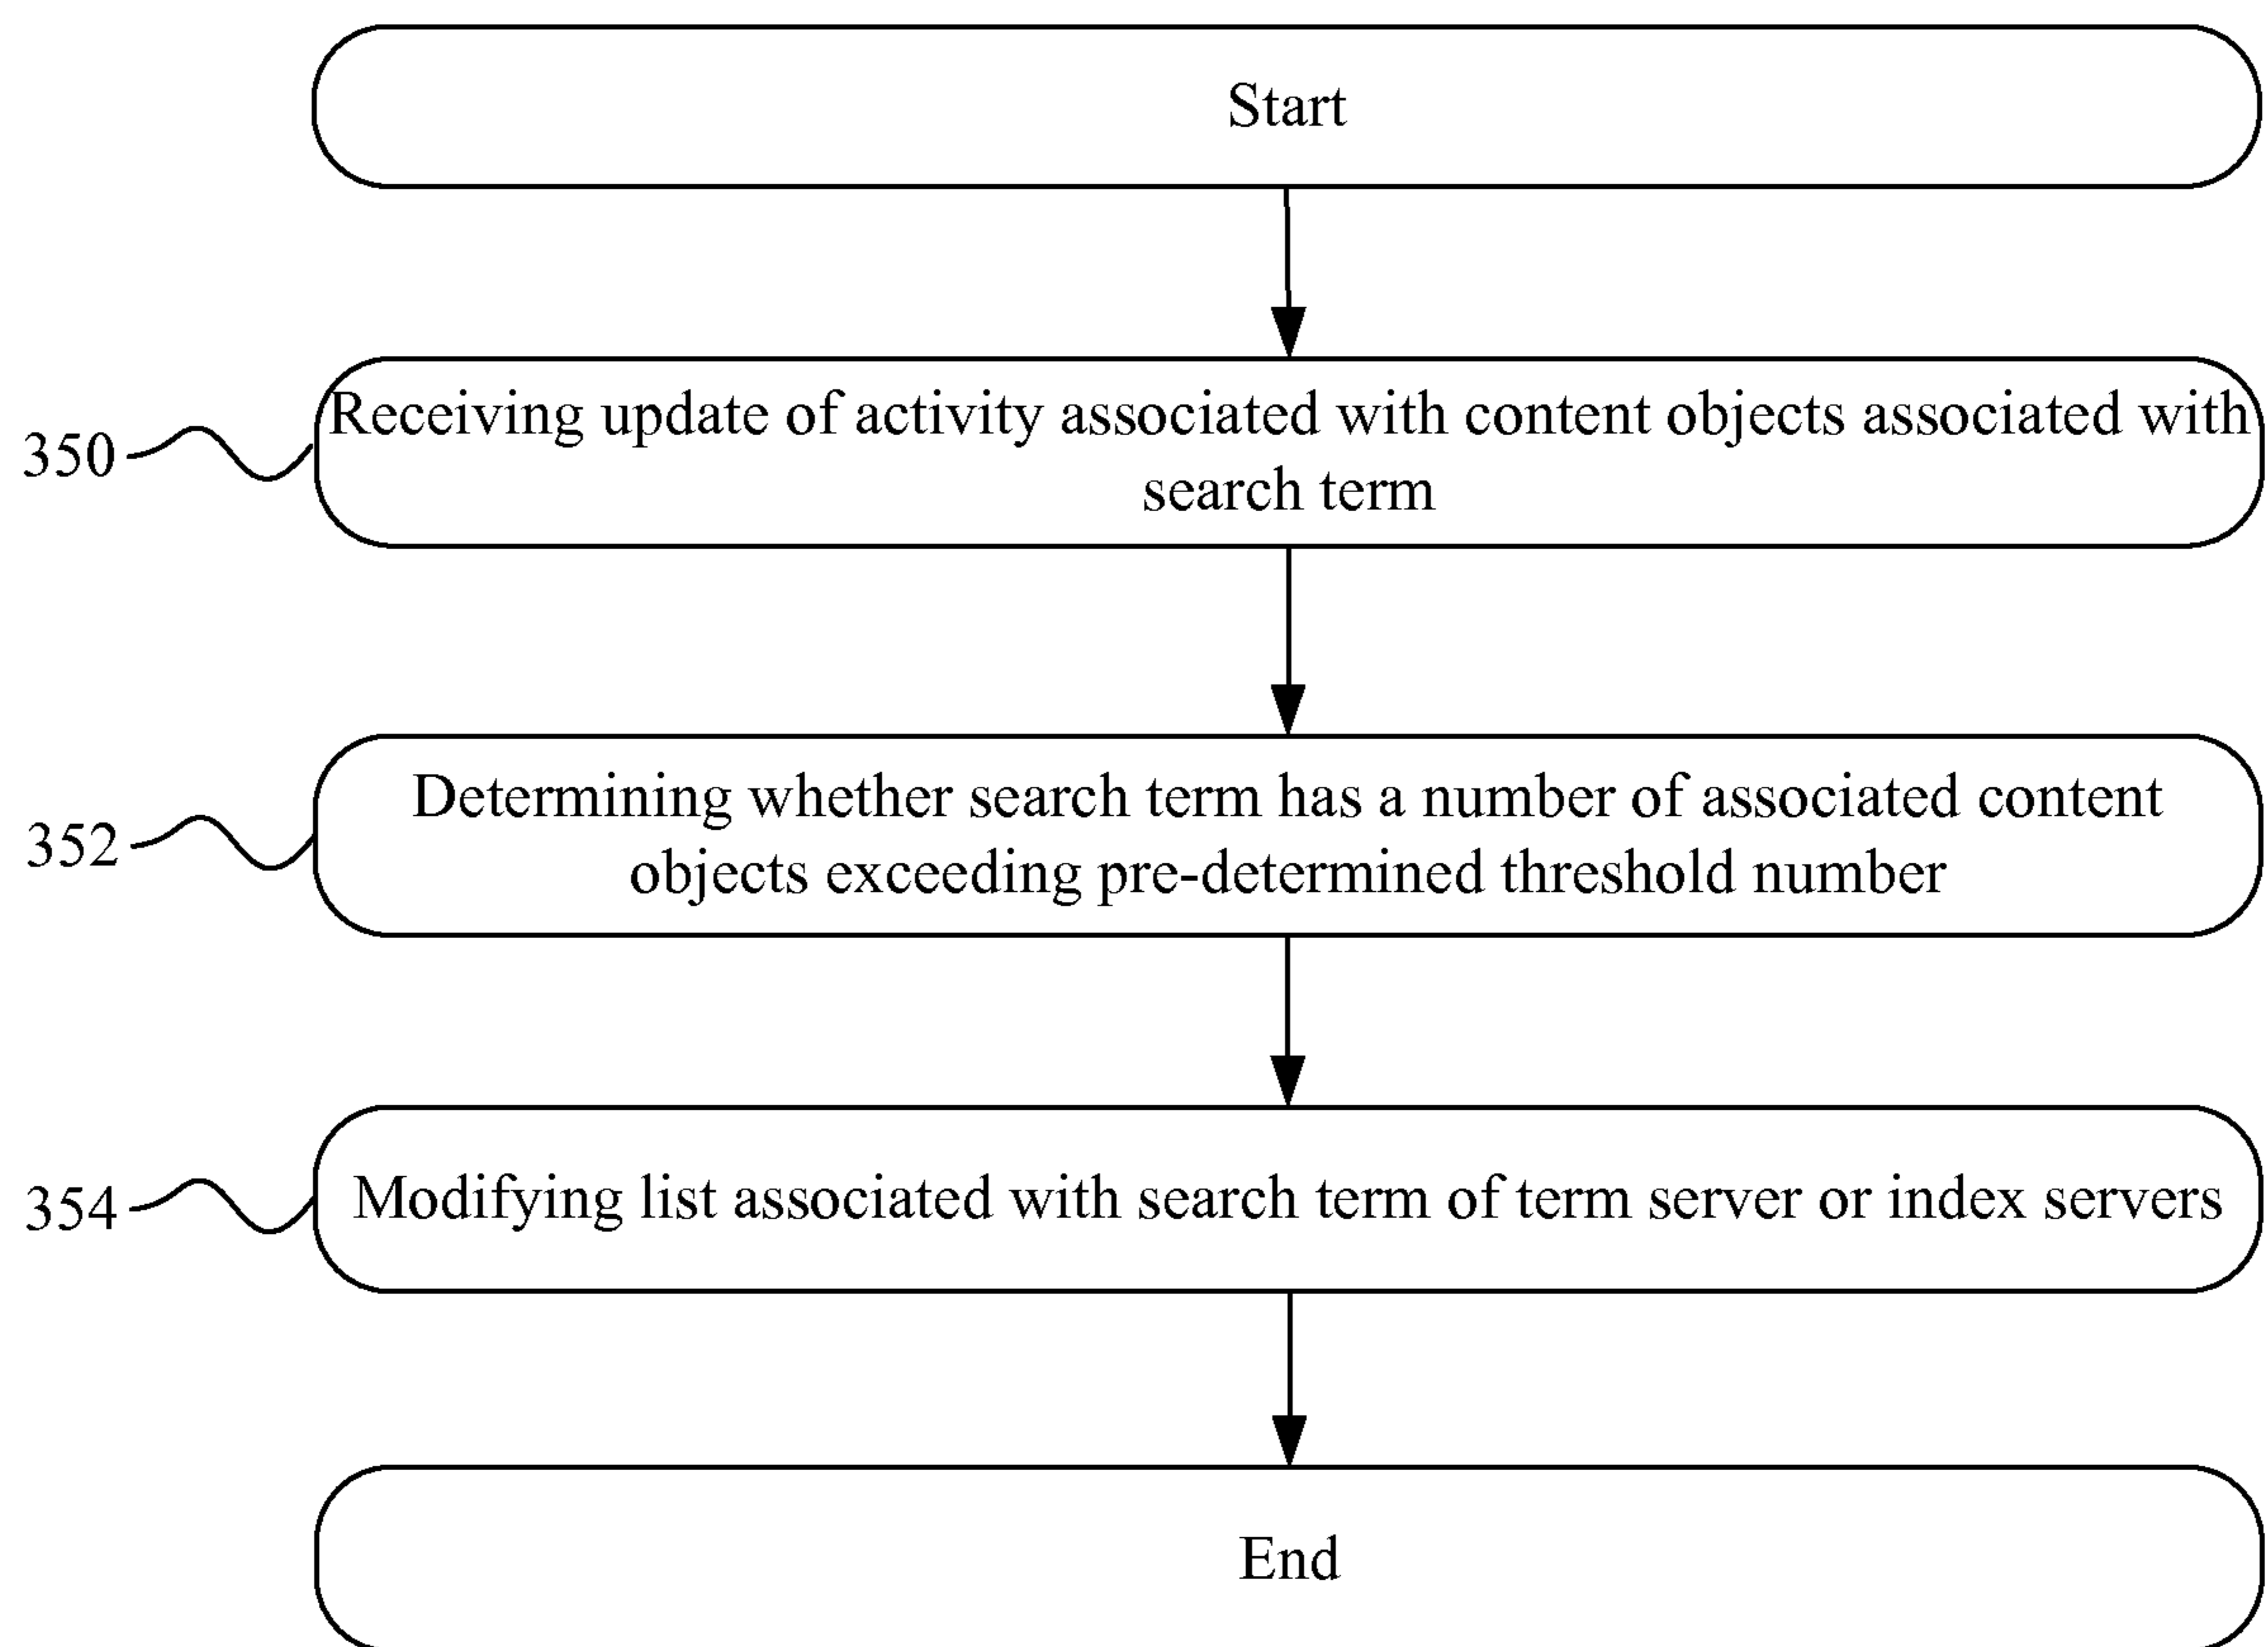 Start
350
Receiving update of activity associated with content objects associated with
search term
352
Determining whether search term has a number of associated content
objects exceeding pre-determined threshold number
354
Modifying list associated with search term of term server or index servers
End